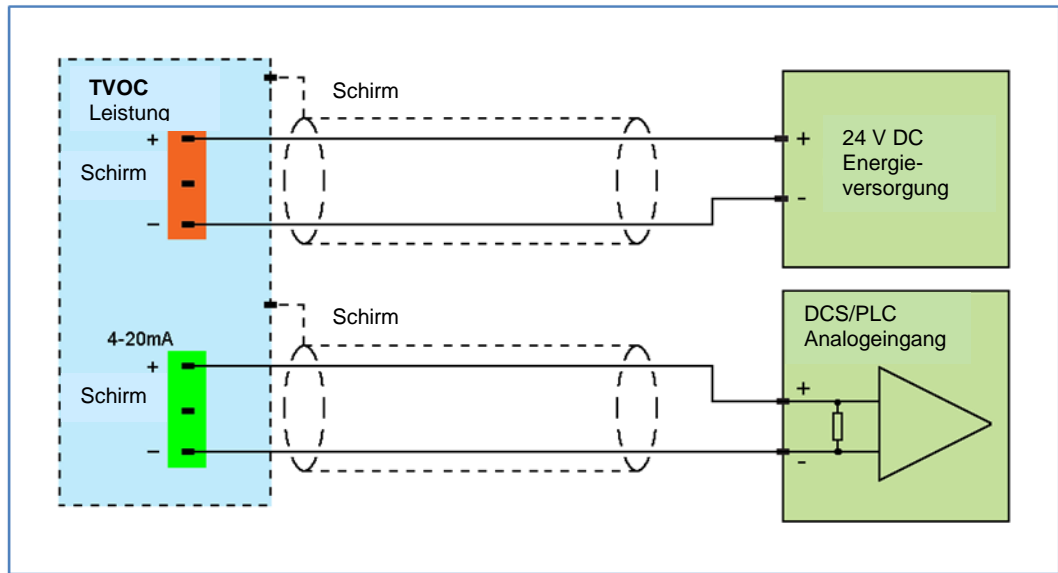 TVOC
Leistung
+
Schirm
–
Schirm
+
-
24 V DC
Energie-
versorgung
4-20mA
+
Schirm
–
Schirm
DCS/PLC
Analogeingang
+
-